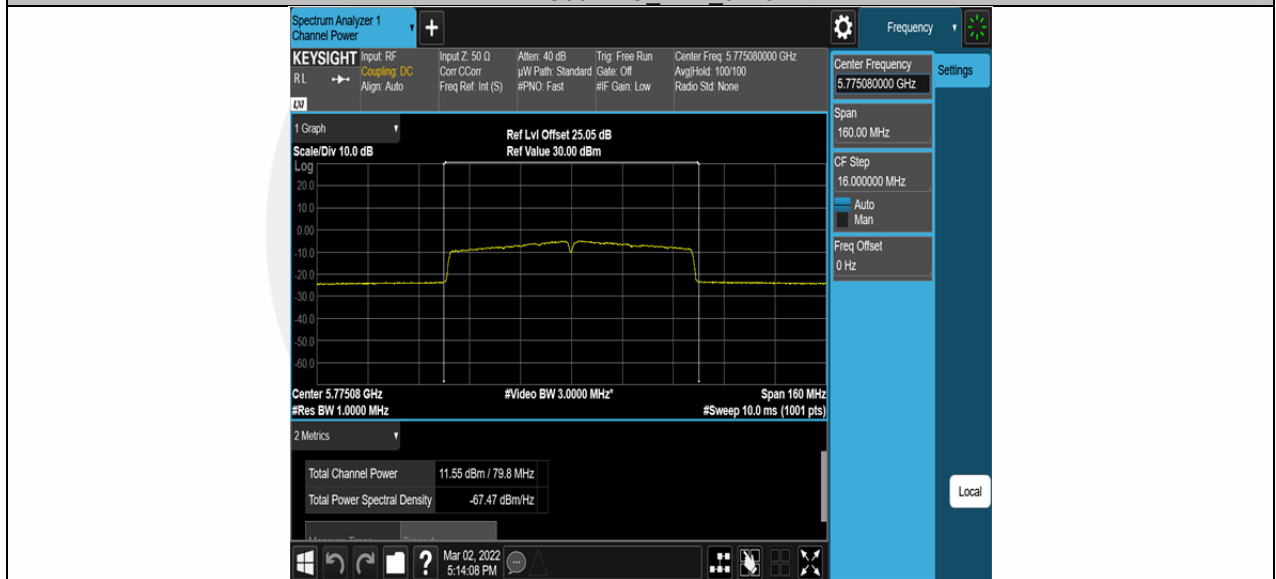 Spectrum Analyzer 1
Channel Power
+
Frequency
KEYSIGHT
RL
LXI
Input: RF
Coupling: DC
Align: Auto
Input Z: 50 Ω
Corr CCorr
Freq Ref: Int (S)
Atten: 40 dB
µW Path: Standard
#PNO: Fast
Trig: Free Run
Gate: Off
#IF Gain: Low
Center Freq: 5.775080000 GHz
Avg|Hold: 100/100
Radio Std: None
Center Frequency
5.775080000 GHz
Settings
Span
160.00 MHz
CF Step
16.000000 MHz
Auto
Man
Freq Offset
0 Hz
Local
1 Graph
Ref Lvl Offset 25.05 dB
Scale/Div 10.0 dB
Ref Value 30.00 dBm
Log
20.0
10.0
0.00
-10.0
-20.0
-30.0
-40.0
-50.0
-60.0
Center 5.77508 GHz
#Video BW 3.0000 MHz*
Span 160 MHz
#Res BW 1.0000 MHz
#Sweep 10.0 ms (1001 pts)
2 Metrics
Total Channel Power 11.55 dBm / 79.8 MHz
Total Power Spectral Density -67.47 dBm/Hz
?
Mar 02, 2022
5:14:08 PM